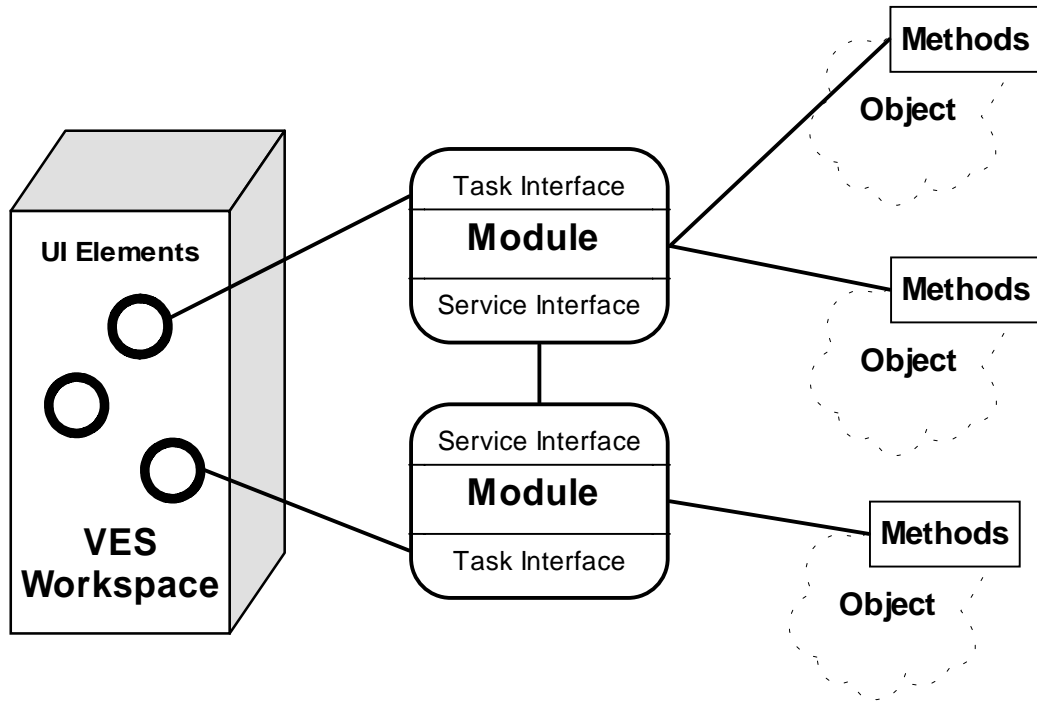 UI Elements
VES
Workspace
Task Interface
Module
Service Interface
Service Interface
Module
Task Interface
Methods
Object
Methods
Object
Methods
Object